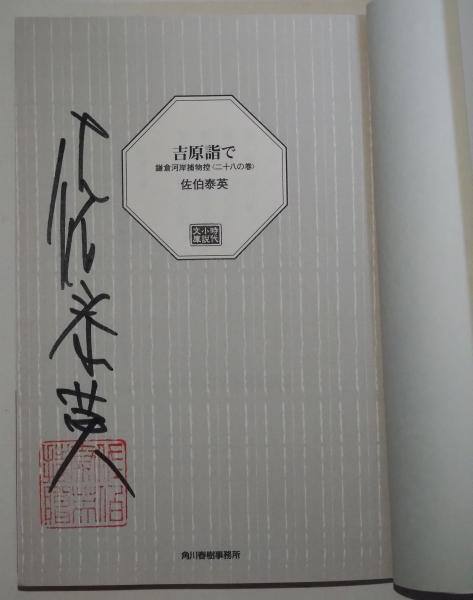 吉原詣で
鎌倉河岸捕物控〈二十八の巻〉
佐伯泰英
時代
小説
文庫
佐伯泰英
角川春樹事務所